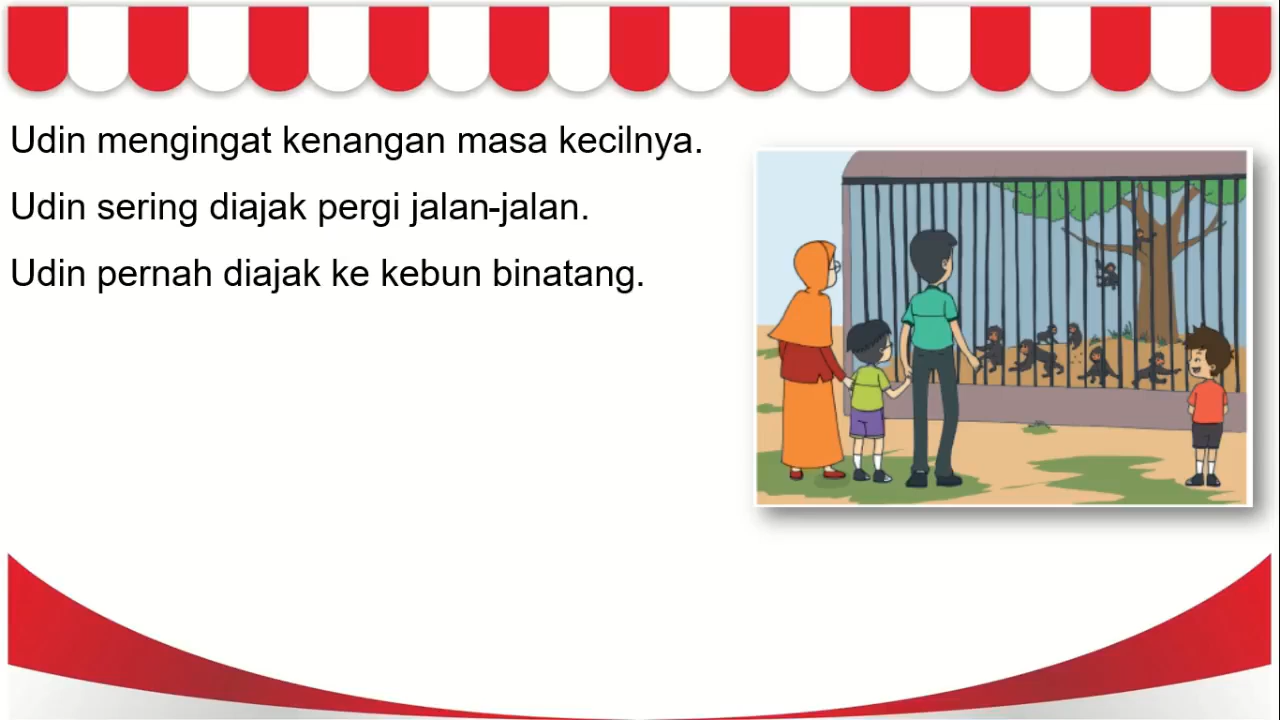 Udin mengingat kenangan masa kecilnya.
Udin sering diajak pergi jalan-jalan.
Udin pernah diajak ke kebun binatang.